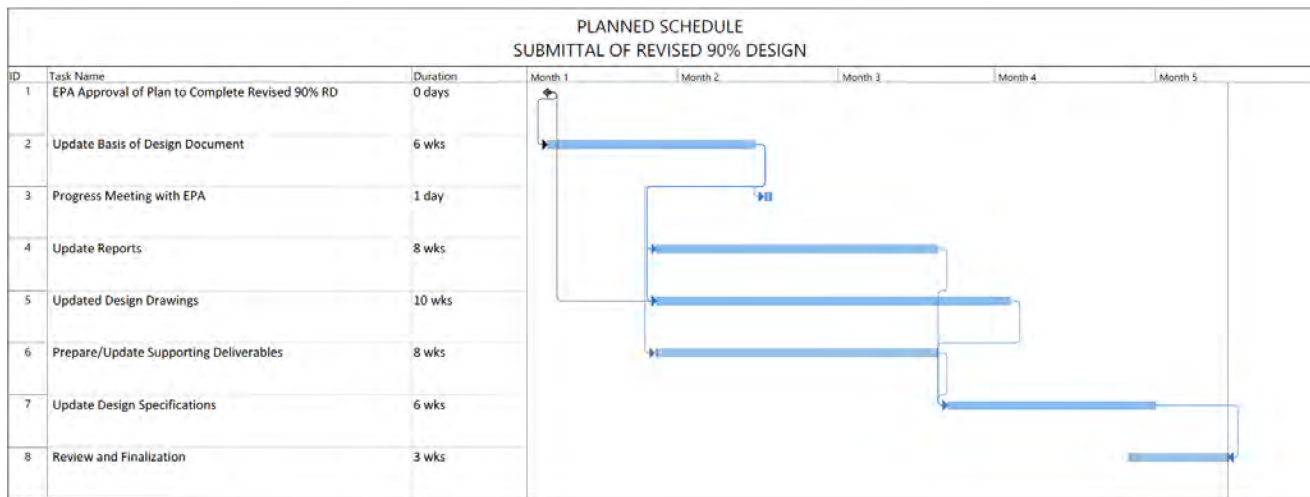 PLANNED SCHEDULE
SUBMITTAL OF REVISED 90% DESIGN
ID Task Name Duration Month 1 Month 2 Month 3 Month 4 Month 5
1 EPA Approval of Plan to Complete Revised 90% RD 0 days
2 Update Basis of Design Document 6 wks
3 Progress Meeting with EPA 1 day
4 Update Reports 8 wks
5 Updated Design Drawings 10 wks
6 Prepare/Update Supporting Deliverables 8 wks
7 Update Design Specifications 6 wks
8 Review and Finalization 3 wks